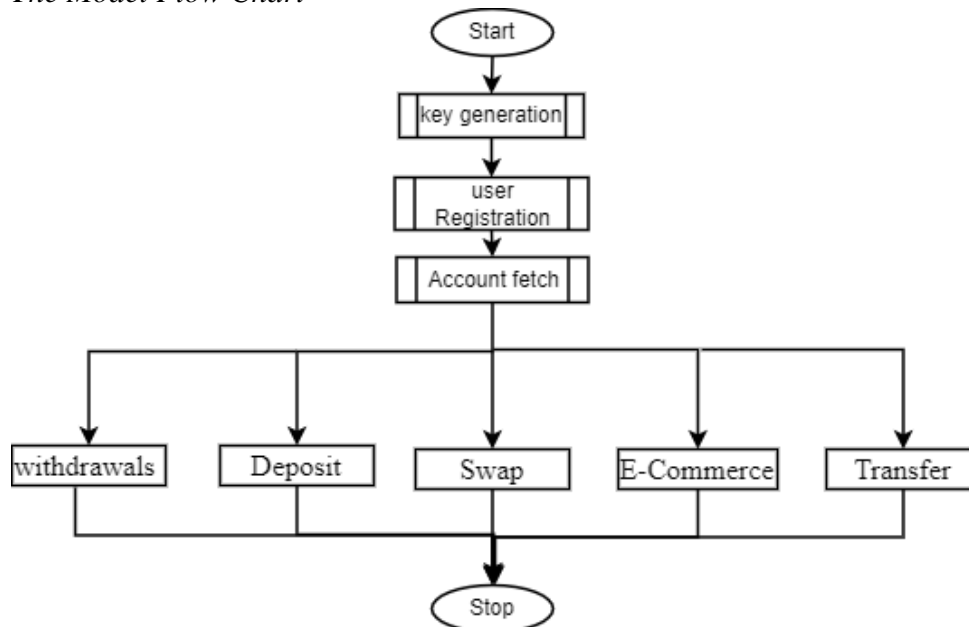 The Model Flow Chart
Start
key generation
user
Registration
Account fetch
withdrawals
Deposit
Swap
E-Commerce
Transfer
Stop